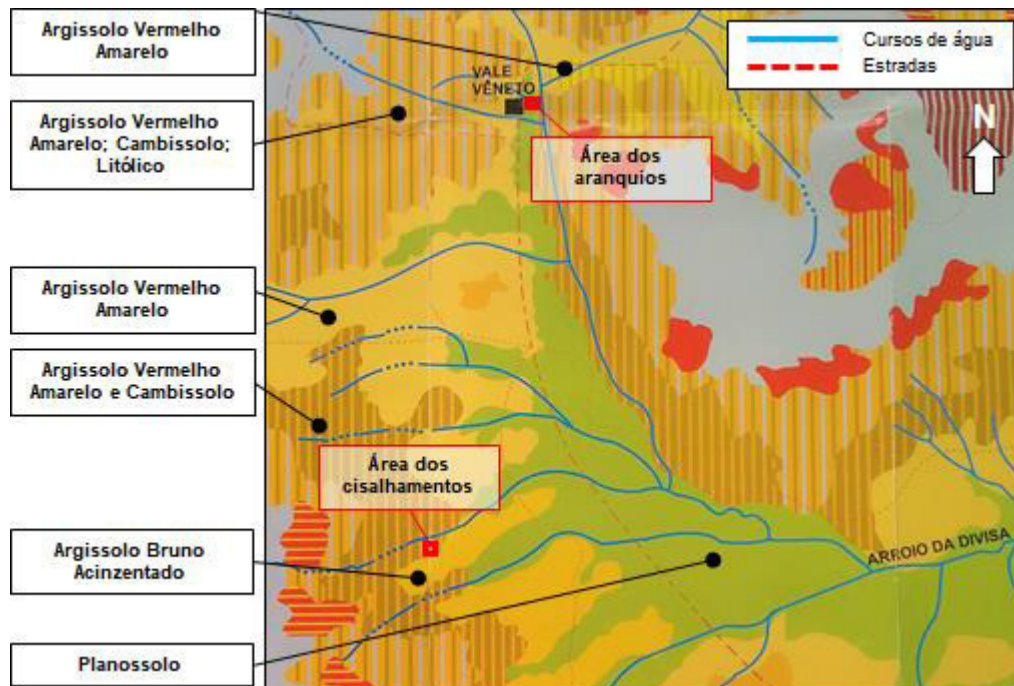 Argissolo Vermelho
Amarelo
Argissolo Vermelho
Amarelo; Cambissolo;
Litólico
Argissolo Vermelho
Amarelo
Argissolo Vermelho
Amarelo e Cambissolo
Argissolo Bruno
Acinzentado
Planossolo
VALE
VÊNETO
Área dos
aranquios
Área dos
cisalhamentos
ARROIO DA DIVISA
Cursos de água
Estradas
N